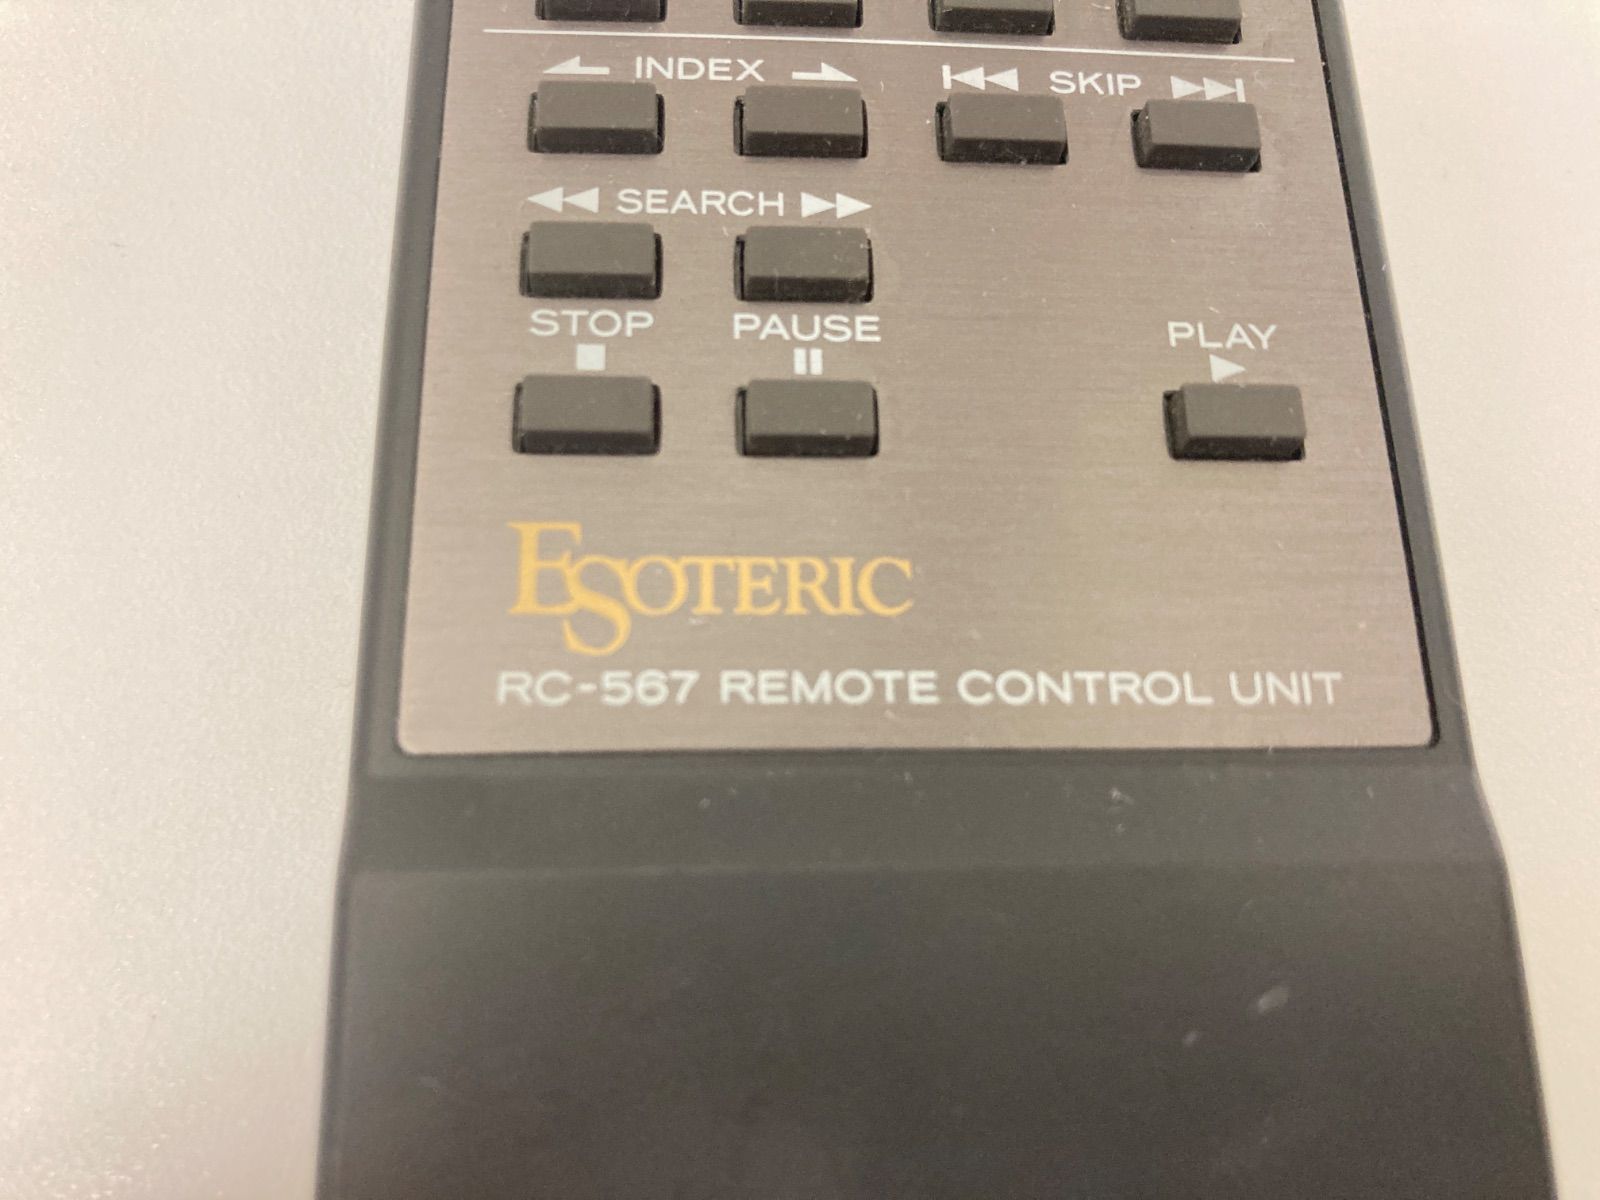 INDEX
SKIP
SEARCH
STOP
PAUSE
PLAY
ESOTERIC
RC-567 REMOTE CONTROL UNIT